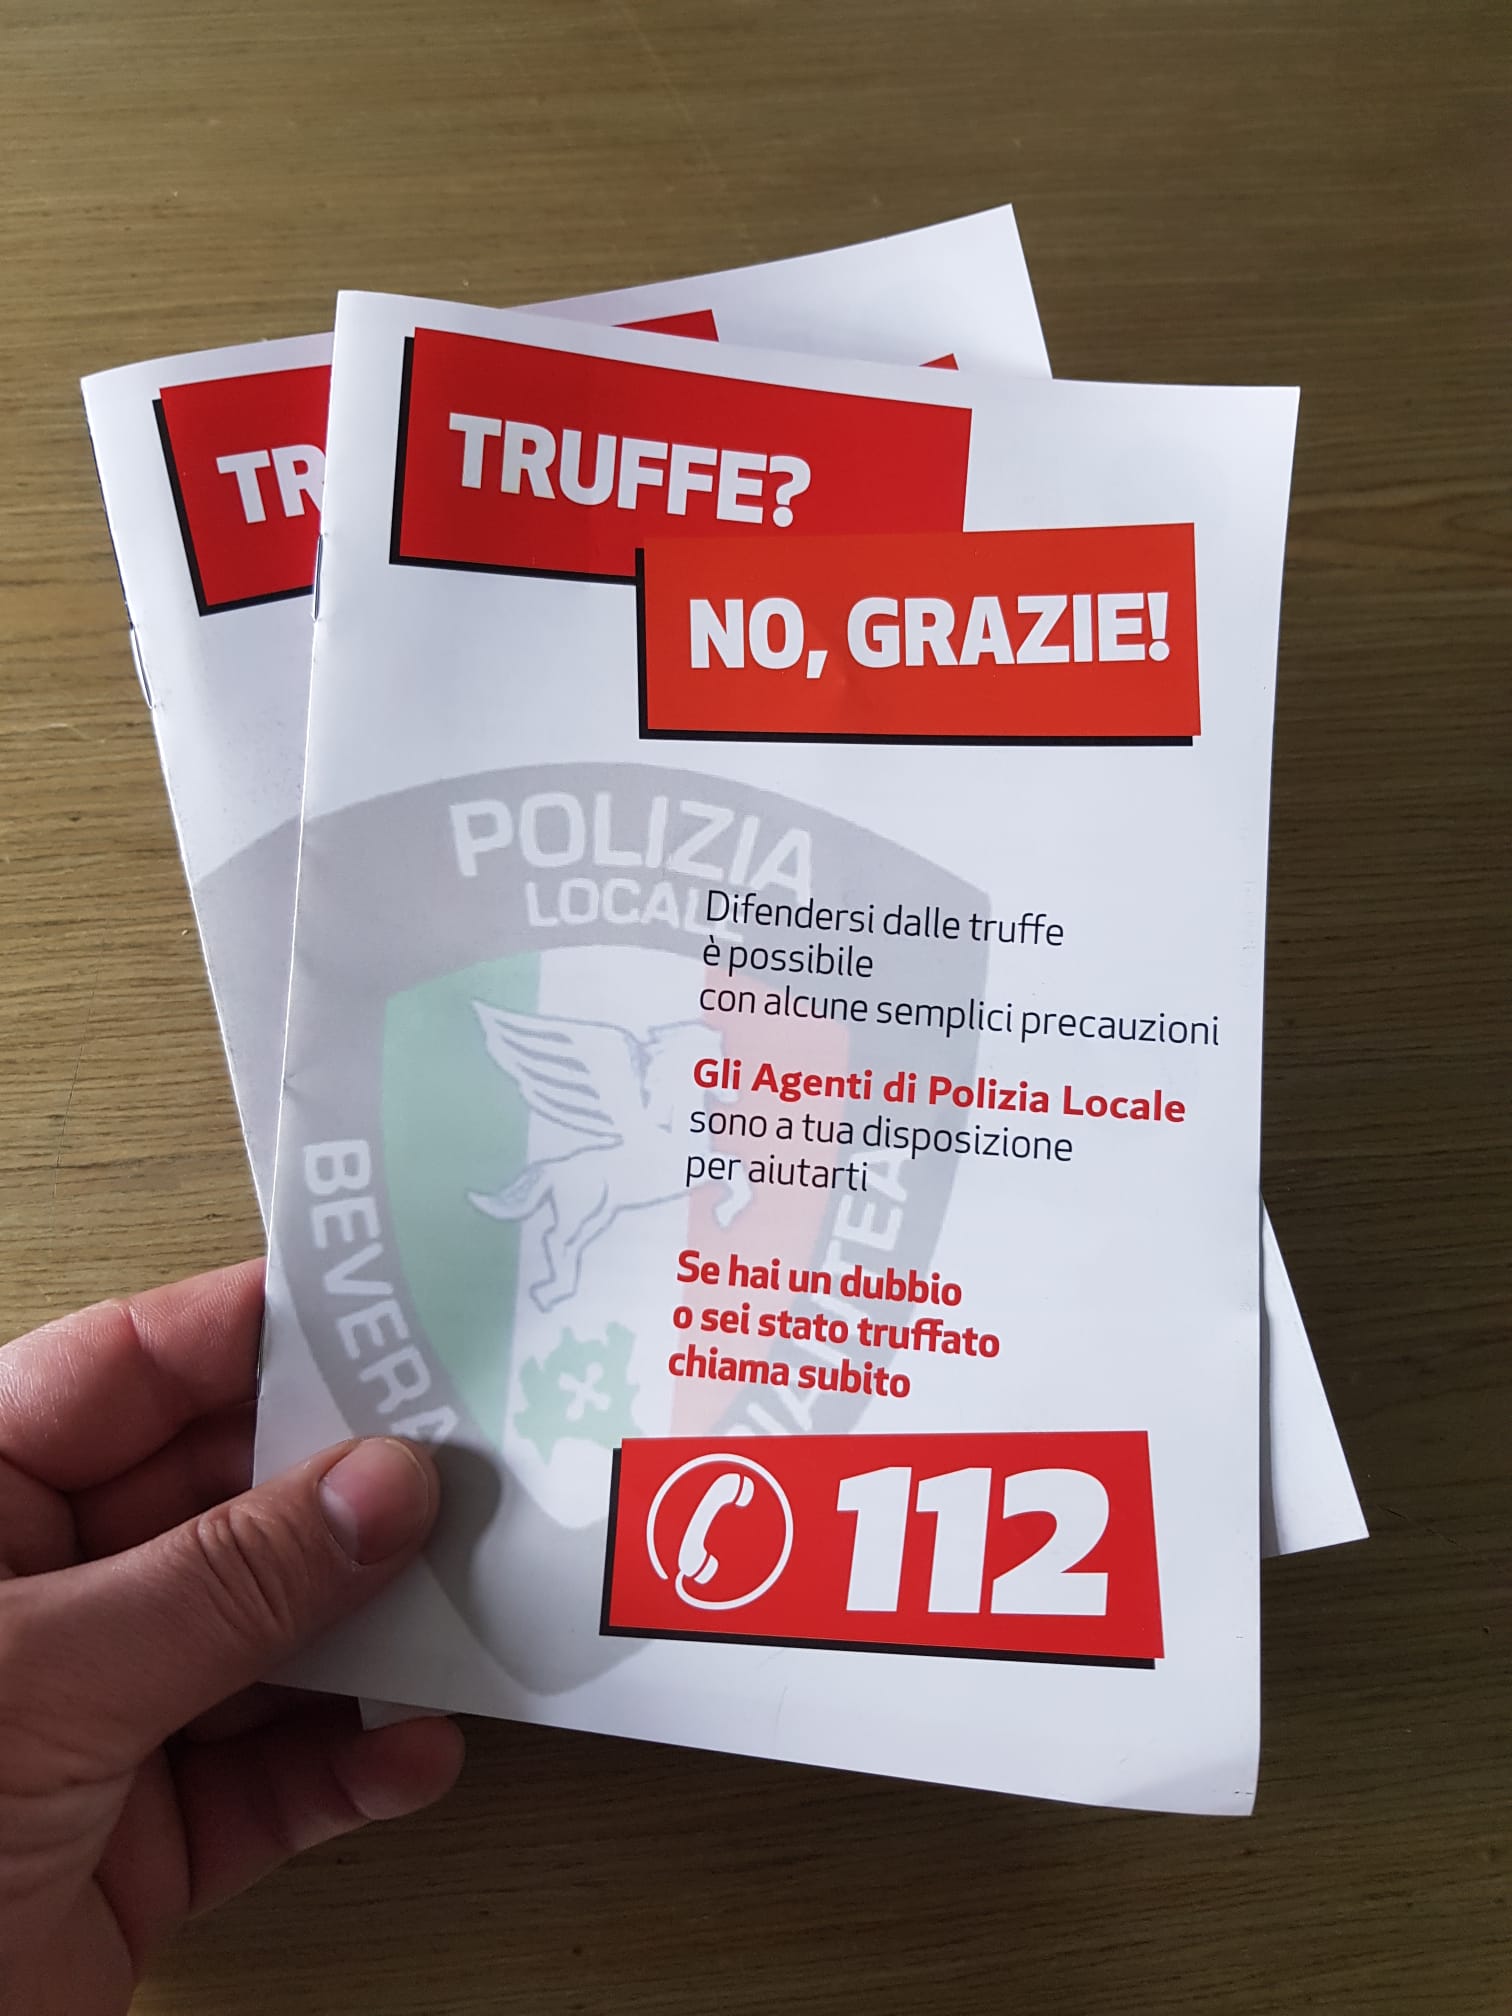 TRUFFE?
NO, GRAZIE!
TR
POLIZIA
LOCALE
Difendersi dalle truffe
è possibile
con alcune semplici precauzioni
Gli Agenti di Polizia Locale
sono a tua disposizione
per aiutarti
BEVERA
Se hai un dubbio
o sei stato truffato
chiama subito
112